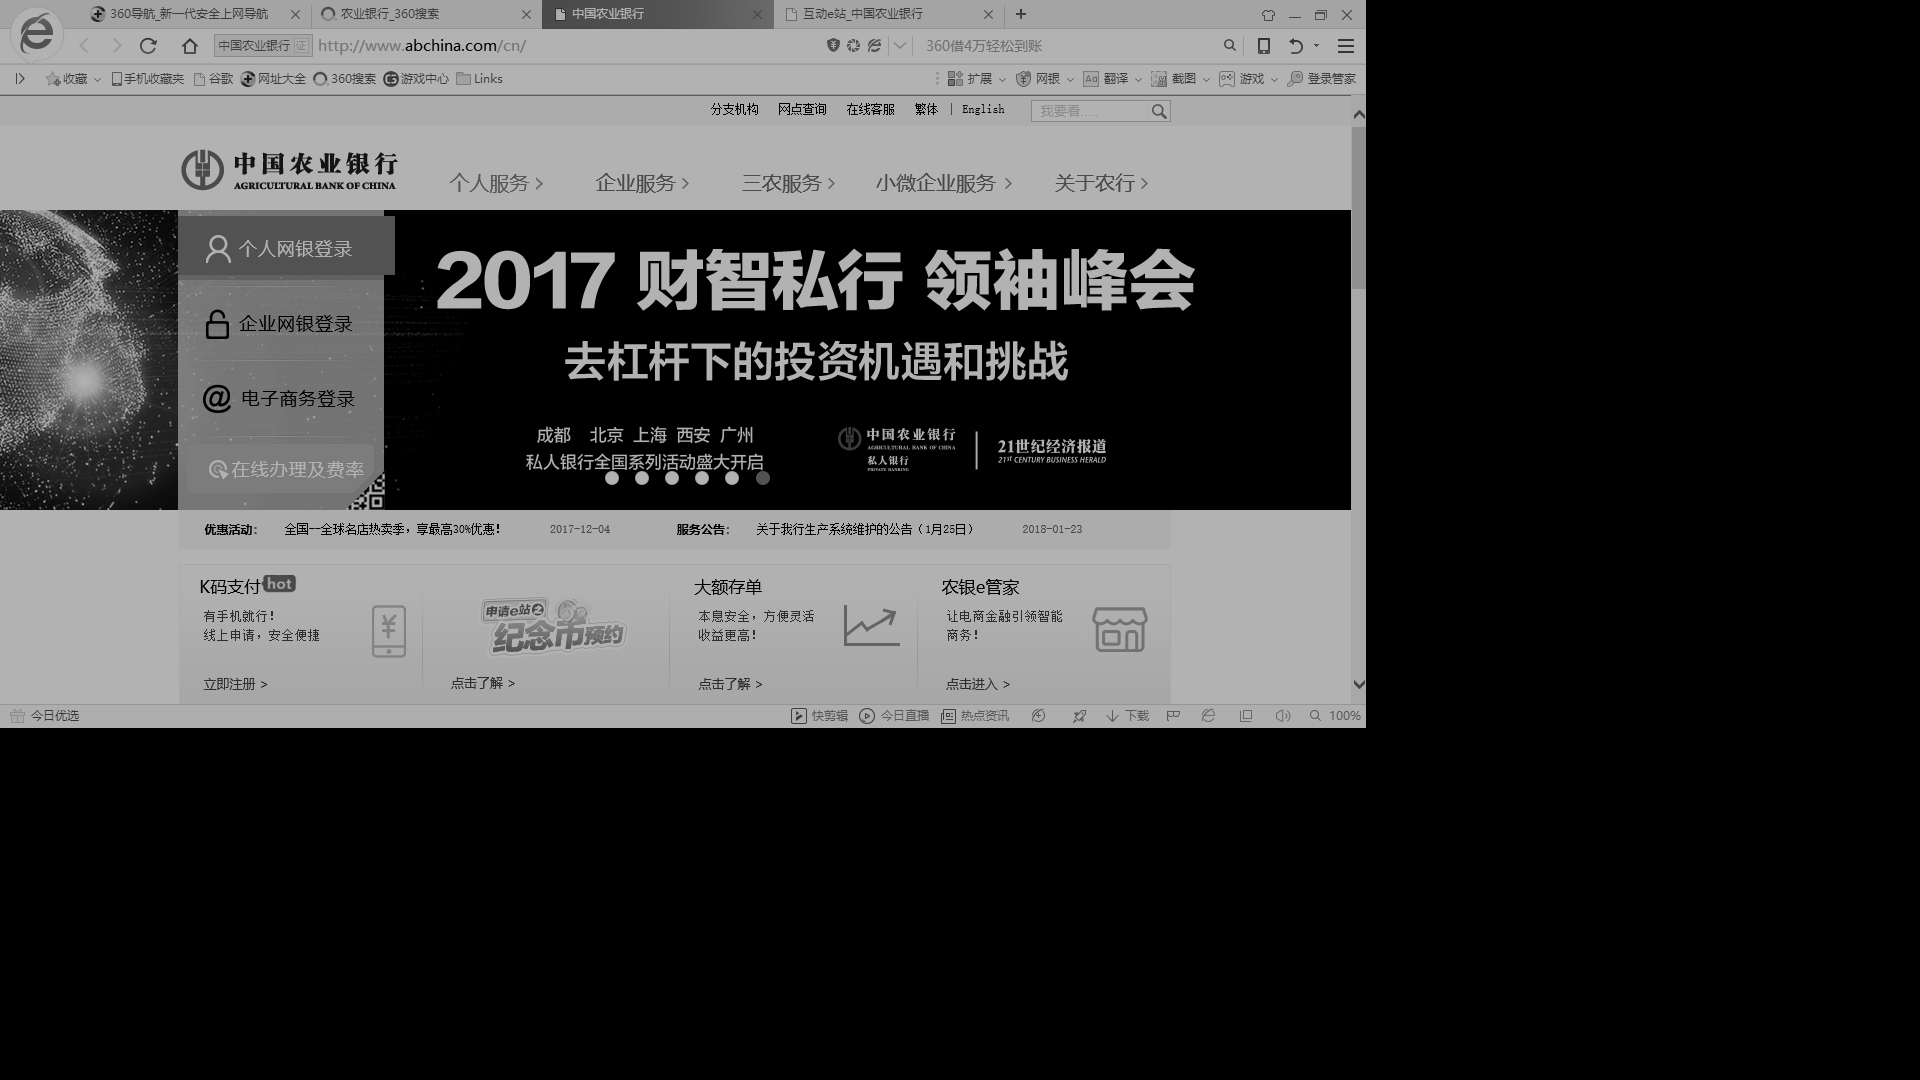 360导航_新一代安全上网导航
农业银行_360搜索
中国农业银行
互动e站_中国农业银行
中国农业银行 证 http://www.abchina.com/cn/
360借4万轻松到账
收藏 手机收藏夹 谷歌 网址大全 360搜索 游戏中心 Links
扩展 网银 翻译 截图 游戏 登录管家
分支机构 网点查询 在线客服 繁体 | English 我要看.....
中国农业银行
AGRICULTURAL BANK OF CHINA
个人服务 > 企业服务 > 三农服务 > 小微企业服务 > 关于农行 >
个人网银登录
企业网银登录
@ 电子商务登录
在线办理及费率
2017 财智私行 领袖峰会
去杠杆下的投资机遇和挑战
成都 北京 上海 西安 广州
私人银行全国系列活动盛大开启
中国农业银行
AGRICULTURAL BANK OF CHINA
私人银行
PRIVATE BANKING
21世纪经济报道
21ST CENTURY BUSINESS HERALD
优惠活动: 全国--全球名店热卖季，享最高30%优惠! 2017-12-04 服务公告: 关于我行生产系统维护的公告（1月25日） 2018-01-23
K码支付 hot
有手机就行!
线上申请，安全便捷
立即注册 >
申请e站之
纪念币预约
点击了解 >
大额存单
本息安全，方便灵活
收益更高!
点击了解 >
农银e管家
让电商金融引领智能
商务!
点击进入 >
今日优选
快剪辑 今日直播 热点资讯 下载 100%